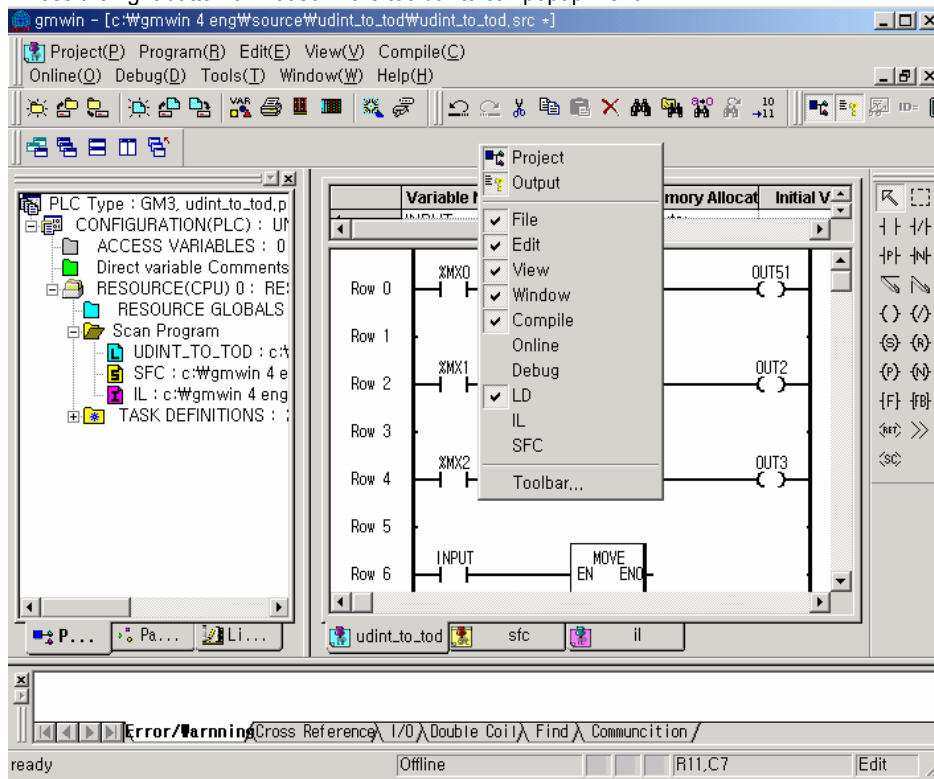 gmwin - [c:₩gmwin 4 eng₩source₩udint_to_tod₩udint_to_tod,src *]
Project(P) Program(R) Edit(E) View(V) Compile(C)
Online(O) Debug(D) Tools(T) Window(W) Help(H)
PLC Type : GM3, udint_to_tod,p
CONFIGURATION(PLC) : UN
ACCESS VARIABLES : 0
Direct variable Comments
RESOURCE(CPU) 0 : RE
RESOURCE GLOBALS
Scan Program
UDINT_TO_TOD : c:₩
SFC : c:₩gmwin 4 e
IL : c:₩gmwin 4 eng
TASK DEFINITIONS :
P... Pa... Li...
Variable mory Allocat Initial V
Row 0 %MX0 OUT51
Row 1
Row 2 %MX1 OUT2
Row 3
Row 4 %MX2 OUT3
Row 5
Row 6 INPUT MOVE
EN ENO
Project
Output
File
Edit
View
Window
Compile
Online
Debug
LD
IL
SFC
Toolbar...
udint_to_tod sfc il
Error/Warnning Cross Reference I/O Double Coil Find Communcition
ready Offline R11,C7 Edit